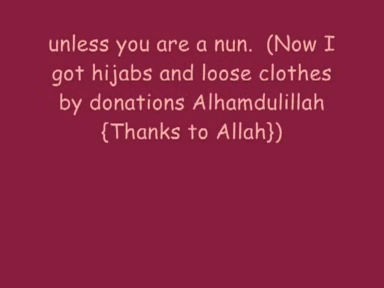 unless you are a nun.  (Now I
got hijabs and loose clothes
by donations Alhamdulillah
{Thanks to Allah})